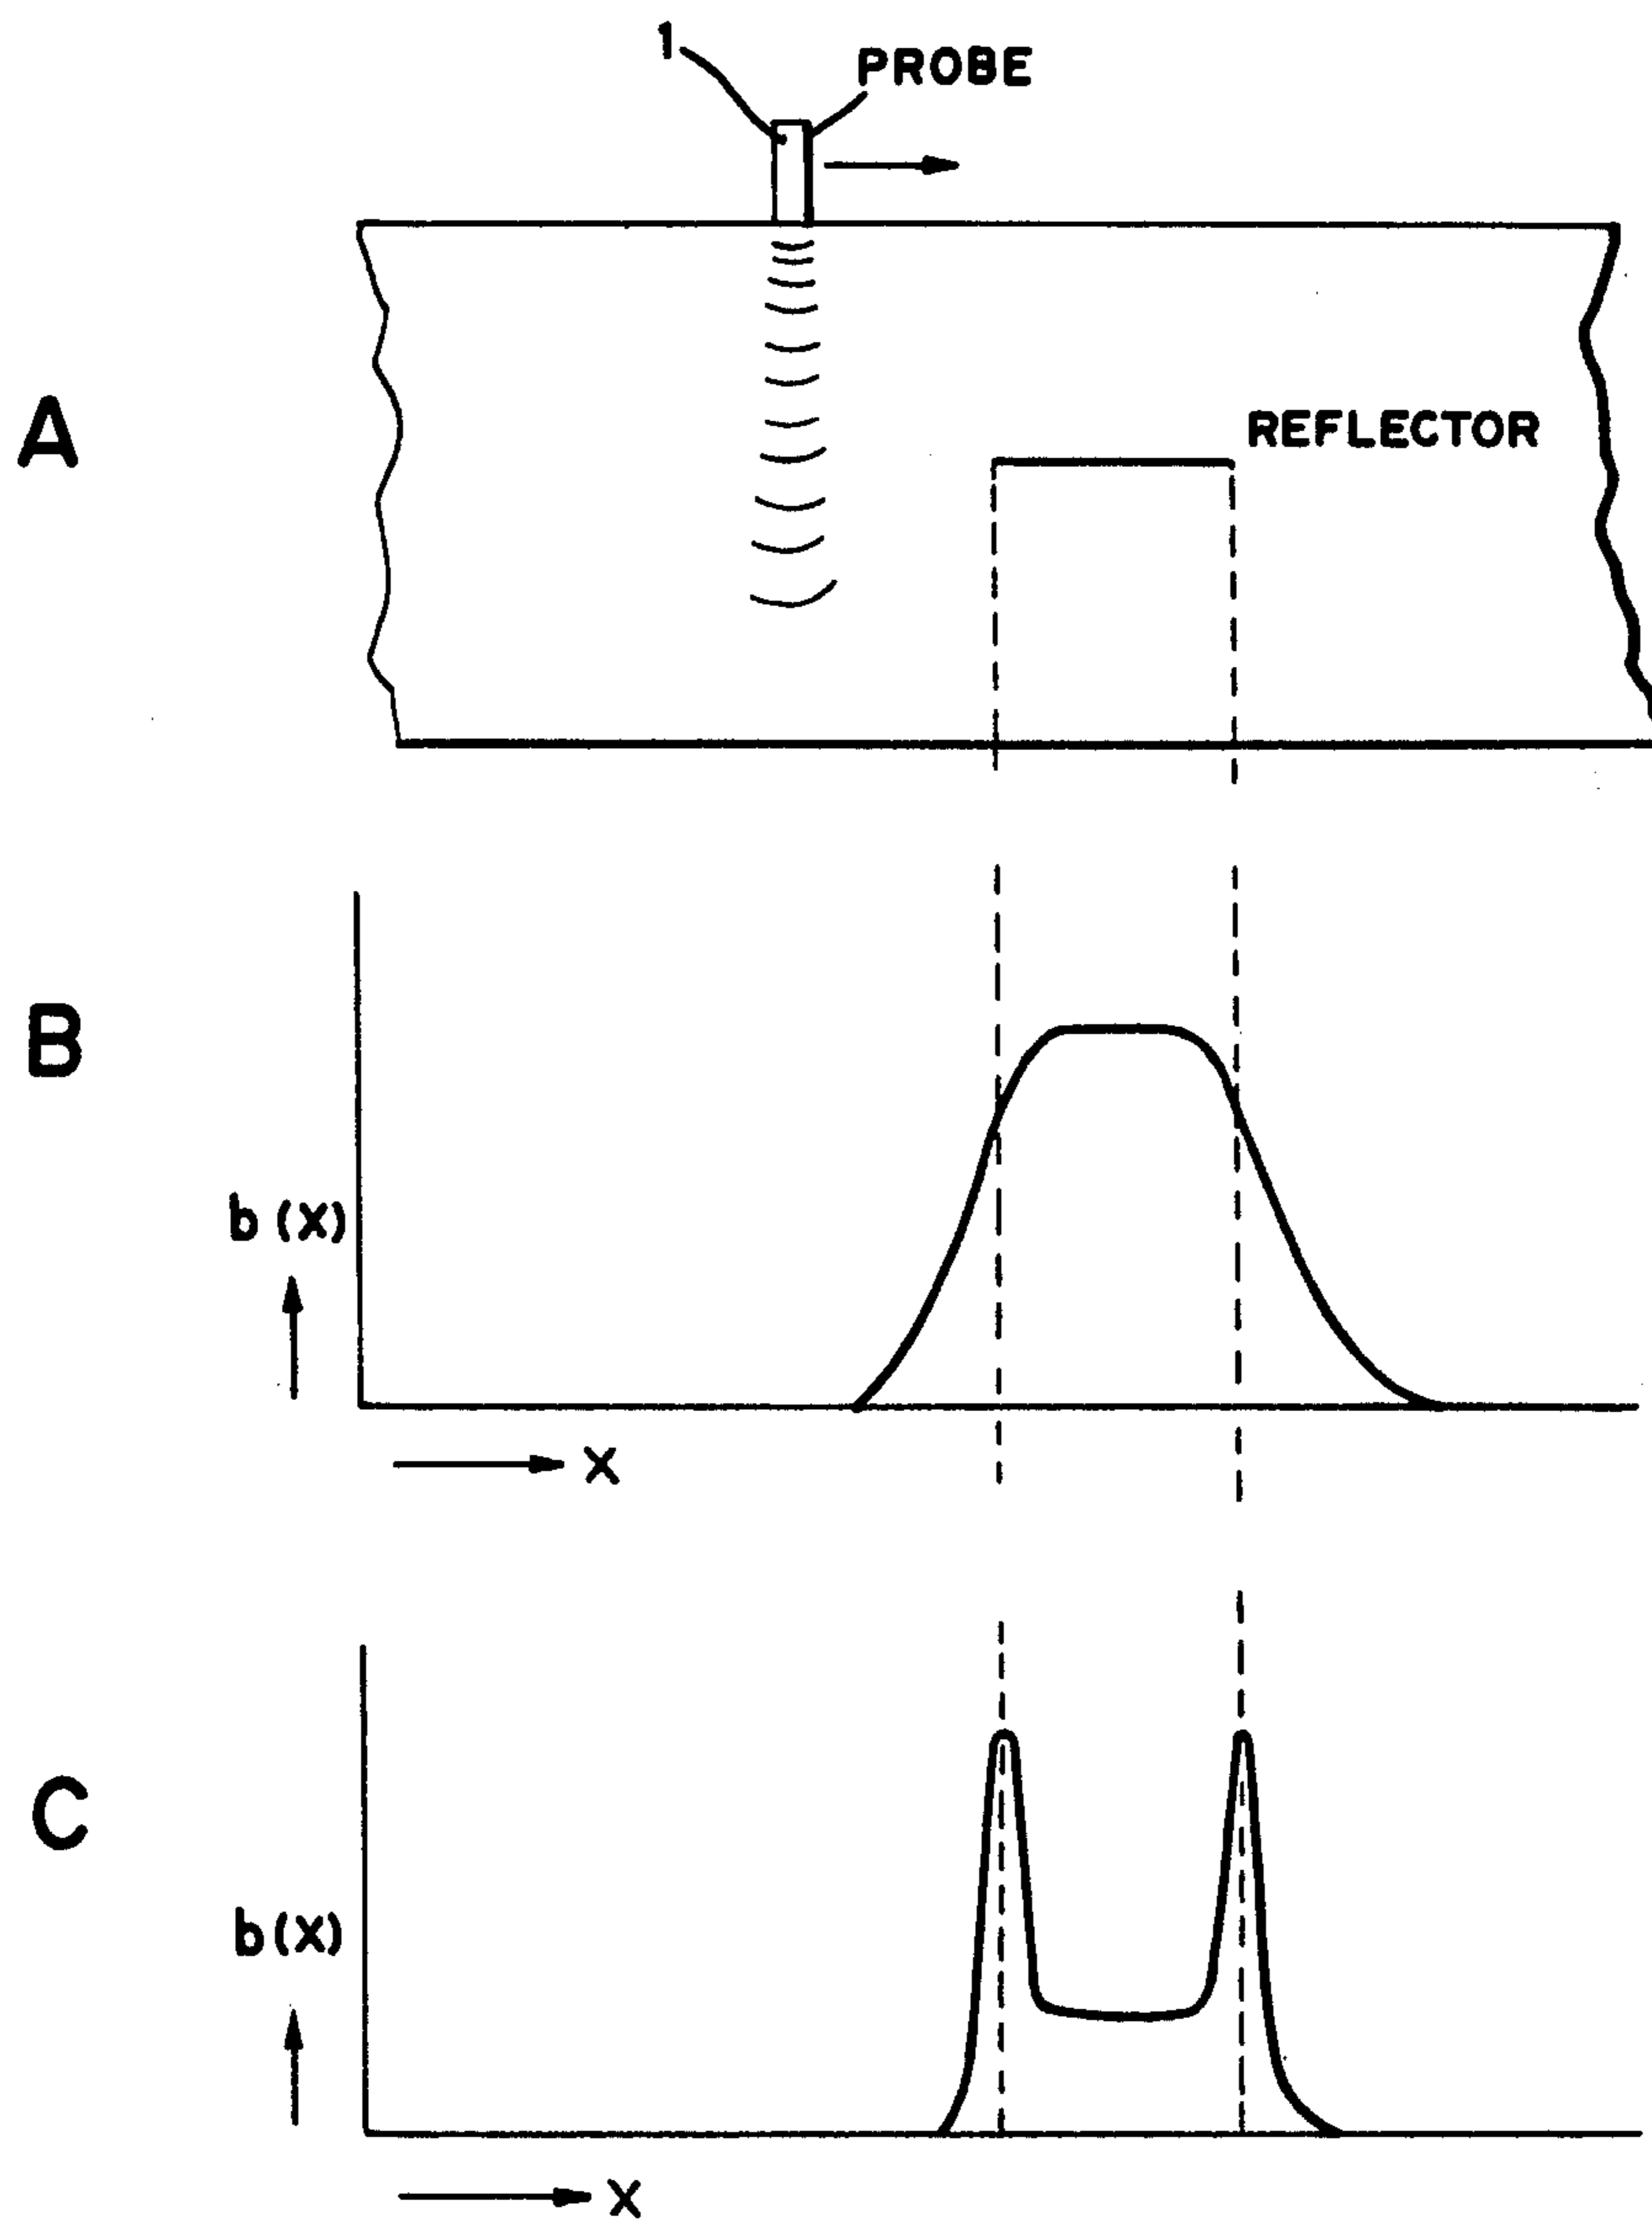 1
PROBE
A
REFLECTOR
B
b (x)
x
C
b(x)
x